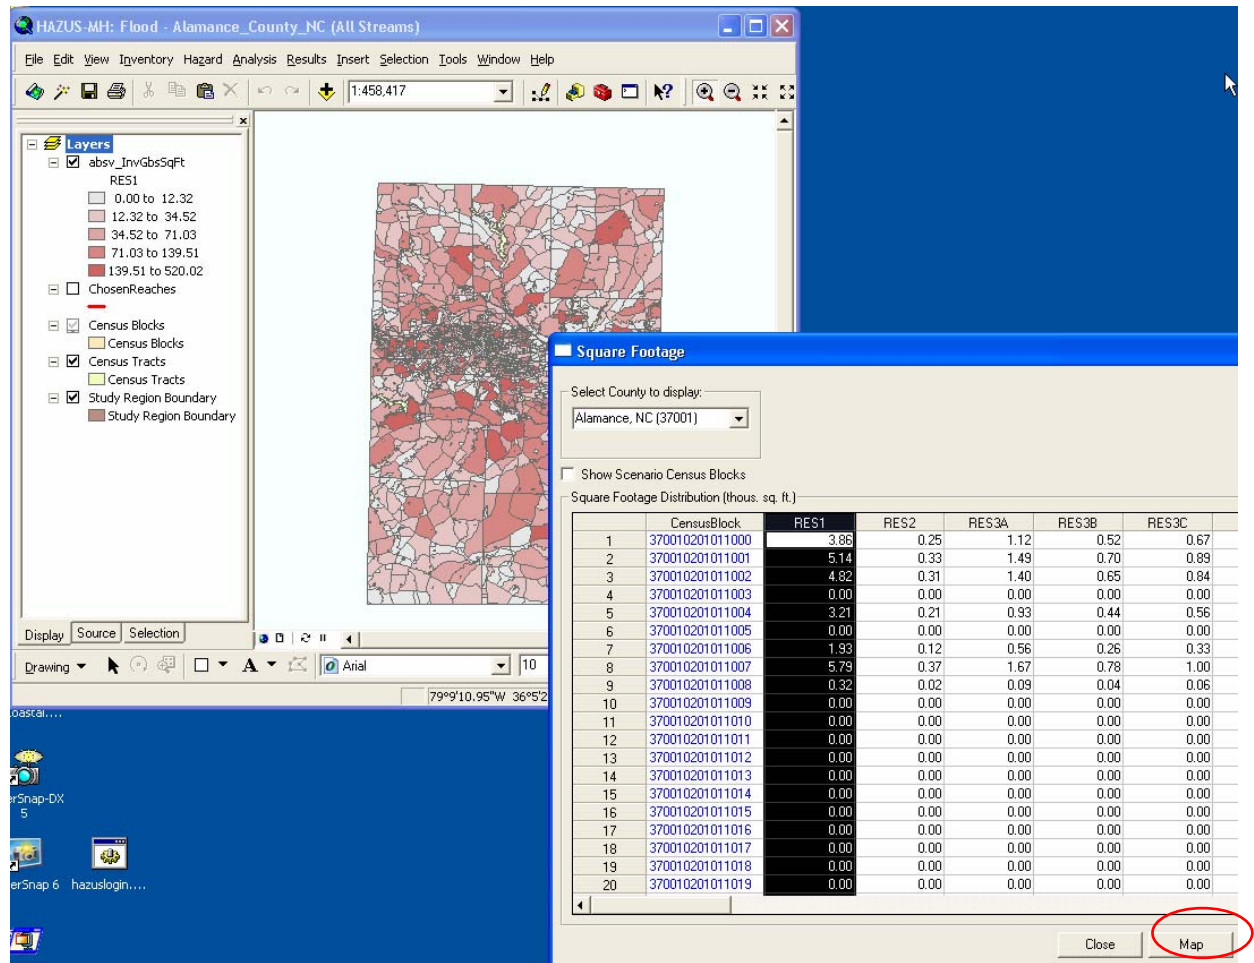 HAZUS-MH: Flood - Alamance_County_NC (All Streams)
File Edit View Inventory Hazard Analysis Results Insert Selection Tools Window Help
1:458,417
Layers
absv_InvGbsSqFt
RES1
0.00 to 12.32
12.32 to 34.52
34.52 to 71.03
71.03 to 139.51
139.51 to 520.02
ChosenReaches
Census Blocks
Census Blocks
Census Tracts
Census Tracts
Study Region Boundary
Study Region Boundary
Display Source Selection
Drawing A Arial 10
79°9'10.95"W 36°5'2
Square Footage
Select County to display:
Alamance, NC (37001)
Show Scenario Census Blocks
Square Footage Distribution (thous. sq. ft.)
CensusBlock RES1 RES2 RES3A RES3B RES3C
1 370010201011000 3.86 0.25 1.12 0.52 0.67
2 370010201011001 5.14 0.33 1.49 0.70 0.89
3 370010201011002 4.82 0.31 1.40 0.65 0.84
4 370010201011003 0.00 0.00 0.00 0.00 0.00
5 370010201011004 3.21 0.21 0.93 0.44 0.56
6 370010201011005 0.00 0.00 0.00 0.00 0.00
7 370010201011006 1.93 0.12 0.56 0.26 0.33
8 370010201011007 5.79 0.37 1.67 0.78 1.00
9 370010201011008 0.32 0.02 0.09 0.04 0.06
10 370010201011009 0.00 0.00 0.00 0.00 0.00
11 370010201011010 0.00 0.00 0.00 0.00 0.00
12 370010201011011 0.00 0.00 0.00 0.00 0.00
13 370010201011012 0.00 0.00 0.00 0.00 0.00
14 370010201011013 0.00 0.00 0.00 0.00 0.00
15 370010201011014 0.00 0.00 0.00 0.00 0.00
16 370010201011015 0.00 0.00 0.00 0.00 0.00
17 370010201011016 0.00 0.00 0.00 0.00 0.00
18 370010201011017 0.00 0.00 0.00 0.00 0.00
19 370010201011018 0.00 0.00 0.00 0.00 0.00
20 370010201011019 0.00 0.00 0.00 0.00 0.00
Close Map
oastal....
erSnap-DX
5
erSnap 6 hazuslogin....